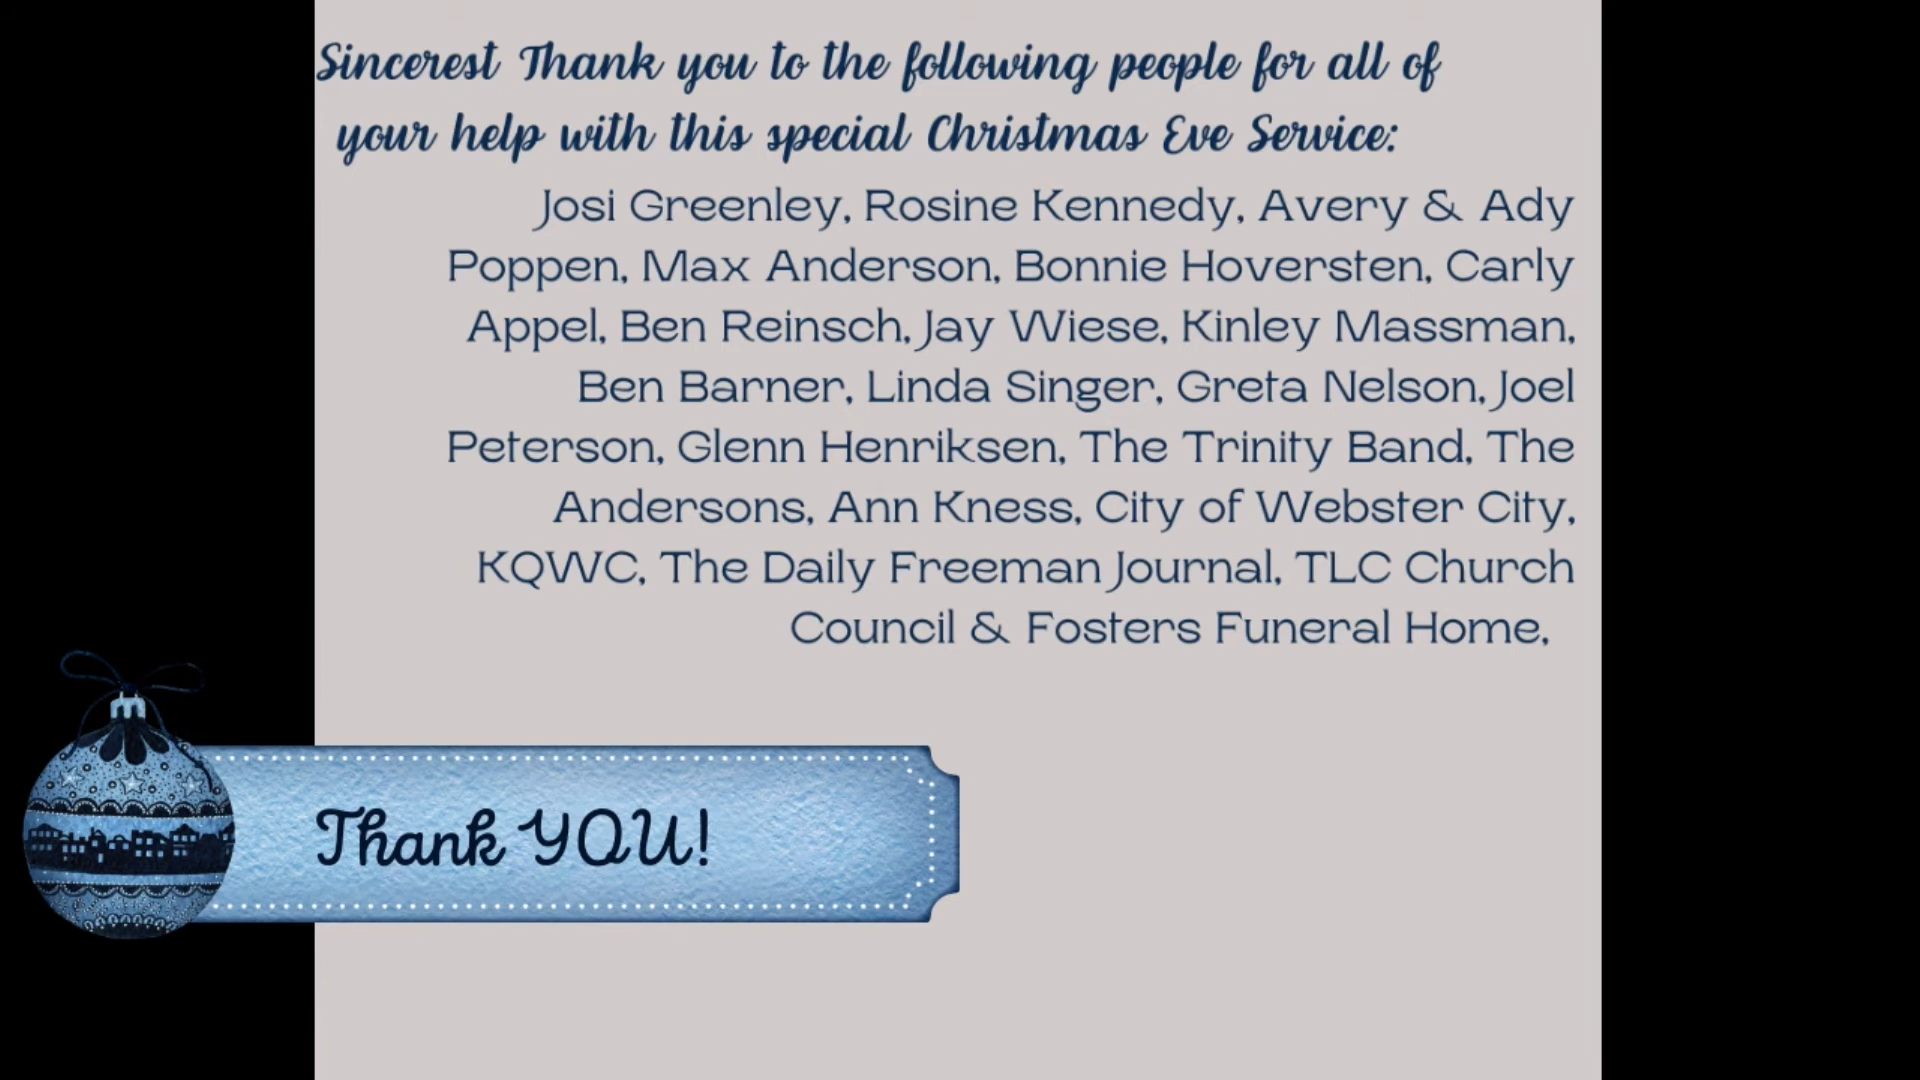 Sincerest Thank you to the following people for all of
your help with this special Christmas Eve Service:
Josi Greenley, Rosine Kennedy, Avery & Ady
Poppen, Max Anderson, Bonnie Hoversten, Carly
Appel, Ben Reinsch, Jay Wiese, Kinley Massman,
Ben Barner, Linda Singer, Greta Nelson, Joel
Peterson, Glenn Henriksen, The Trinity Band, The
Andersons, Ann Kness, City of Webster City,
KQWC, The Daily Freeman Journal, TLC Church
Council & Fosters Funeral Home,
Thank YOU!